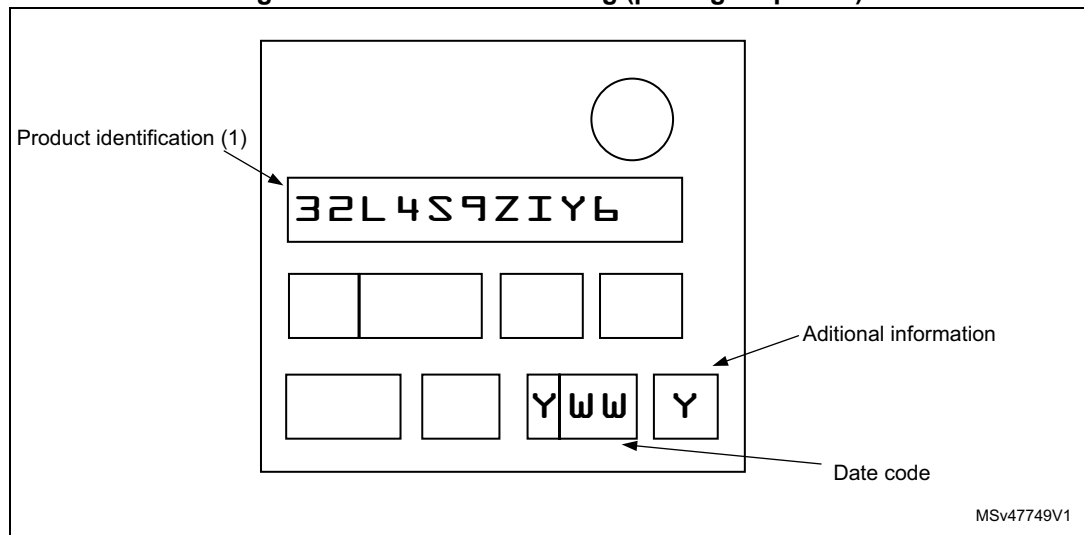 Product identification (1)
32L4S9ZIY6
Aditional information
Y WW Y
Date code
MSv47749V1